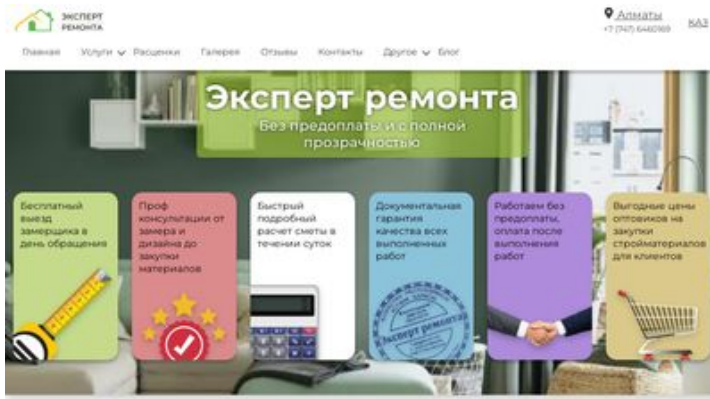 ЭКСПЕРТ
РЕМОНТА
Алматы
+7 (747) 6460169
ҚАЗ
Главная Услуги Расценки Галерея Отзывы Контакты Другое Блог
Эксперт ремонта
Без предоплаты и с полной
прозрачностью
Бесплатный
выезд
замерщика в
день обращения
Проф
консультации от
замера и
дизайна до
закупки
материалов
Быстрый
подробный
расчет сметы в
течении суток
Документальная
гарантия
качества всех
выполненных
работ
Эксперт ремонта
Работаем без
предоплаты,
оплата после
выполнения
работ
Выгодные цены
оптовиков на
закупки
стройматериалов
для клиентов